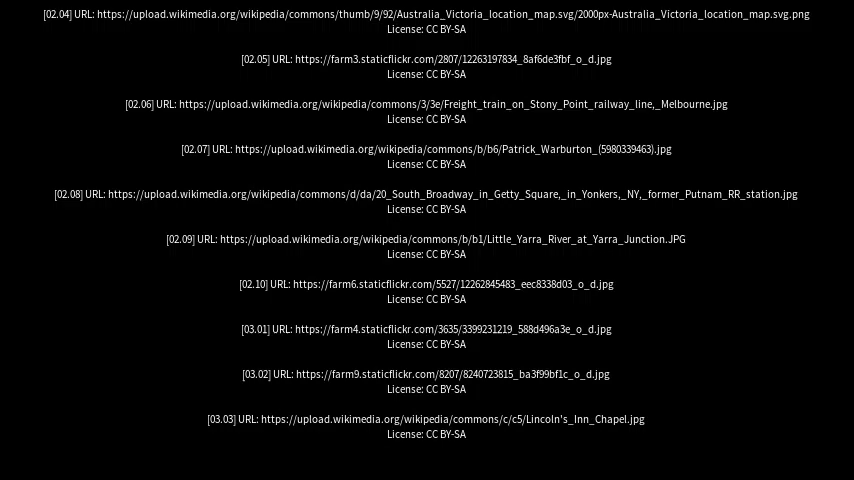 [02.04] URL: https://upload.wikimedia.org/wikipedia/commons/thumb/9/92/Australia_Victoria_location_map.svg/2000px-Australia_Victoria_location_map.svg.png
License: CC BY-SA
[02.05] URL: https://farm3.staticflickr.com/2807/12263197834_8af6de3fbf_o_d.jpg
License: CC BY-SA
[02.06] URL: https://upload.wikimedia.org/wikipedia/commons/3/3e/Freight_train_on_Stony_Point_railway_line,_Melbourne.jpg
License: CC BY-SA
[02.07] URL: https://upload.wikimedia.org/wikipedia/commons/b/b6/Patrick_Warburton_(5980339463).jpg
License: CC BY-SA
[02.08] URL: https://upload.wikimedia.org/wikipedia/commons/d/da/20_South_Broadway_in_Getty_Square,_in_Yonkers,_NY,_former_Putnam_RR_station.jpg
License: CC BY-SA
[02.09] URL: https://upload.wikimedia.org/wikipedia/commons/b/b1/Little_Yarra_River_at_Yarra_Junction.JPG
License: CC BY-SA
[02.10] URL: https://farm6.staticflickr.com/5527/12262845483_eec8338d03_o_d.jpg
License: CC BY-SA
[03.01] URL: https://farm4.staticflickr.com/3635/3399231219_588d496a3e_o_d.jpg
License: CC BY-SA
[03.02] URL: https://farm9.staticflickr.com/8207/8240723815_ba3f99bf1c_o_d.jpg
License: CC BY-SA
[03.03] URL: https://upload.wikimedia.org/wikipedia/commons/c/c5/Lincoln's_Inn_Chapel.jpg
License: CC BY-SA